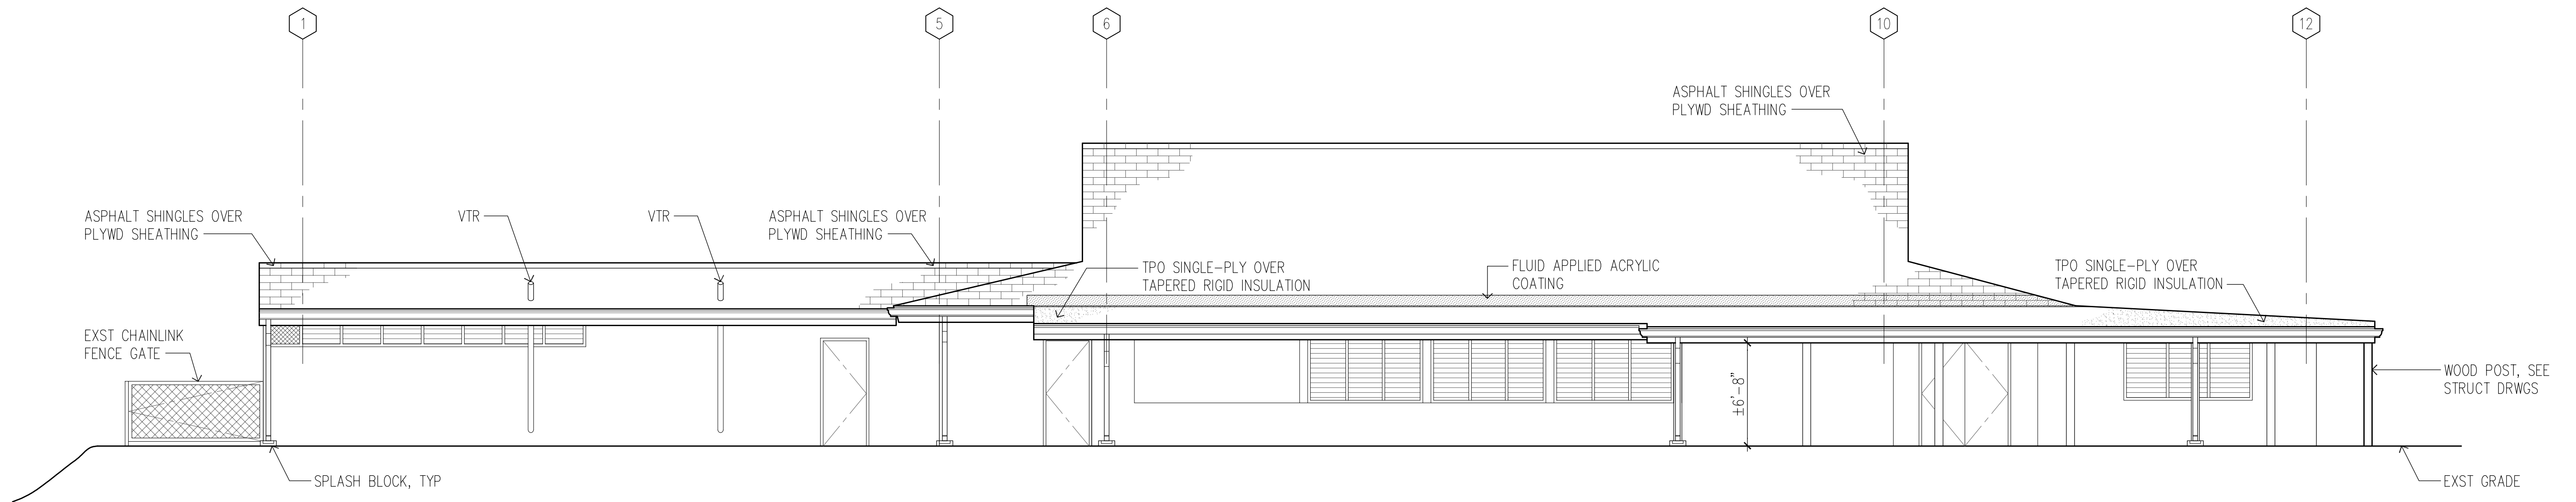 1
5
6
10
12
ASPHALT SHINGLES OVER
PLYWD SHEATHING
ASPHALT SHINGLES OVER
PLYWD SHEATHING
VTR
VTR
ASPHALT SHINGLES OVER
PLYWD SHEATHING
TPO SINGLE-PLY OVER
TAPERED RIGID INSULATION
FLUID APPLIED ACRYLIC
COATING
TPO SINGLE-PLY OVER
TAPERED RIGID INSULATION
EXST CHAINLINK
FENCE GATE
±6'-8"
WOOD POST, SEE
STRUCT DRWGS
SPLASH BLOCK, TYP
EXST GRADE